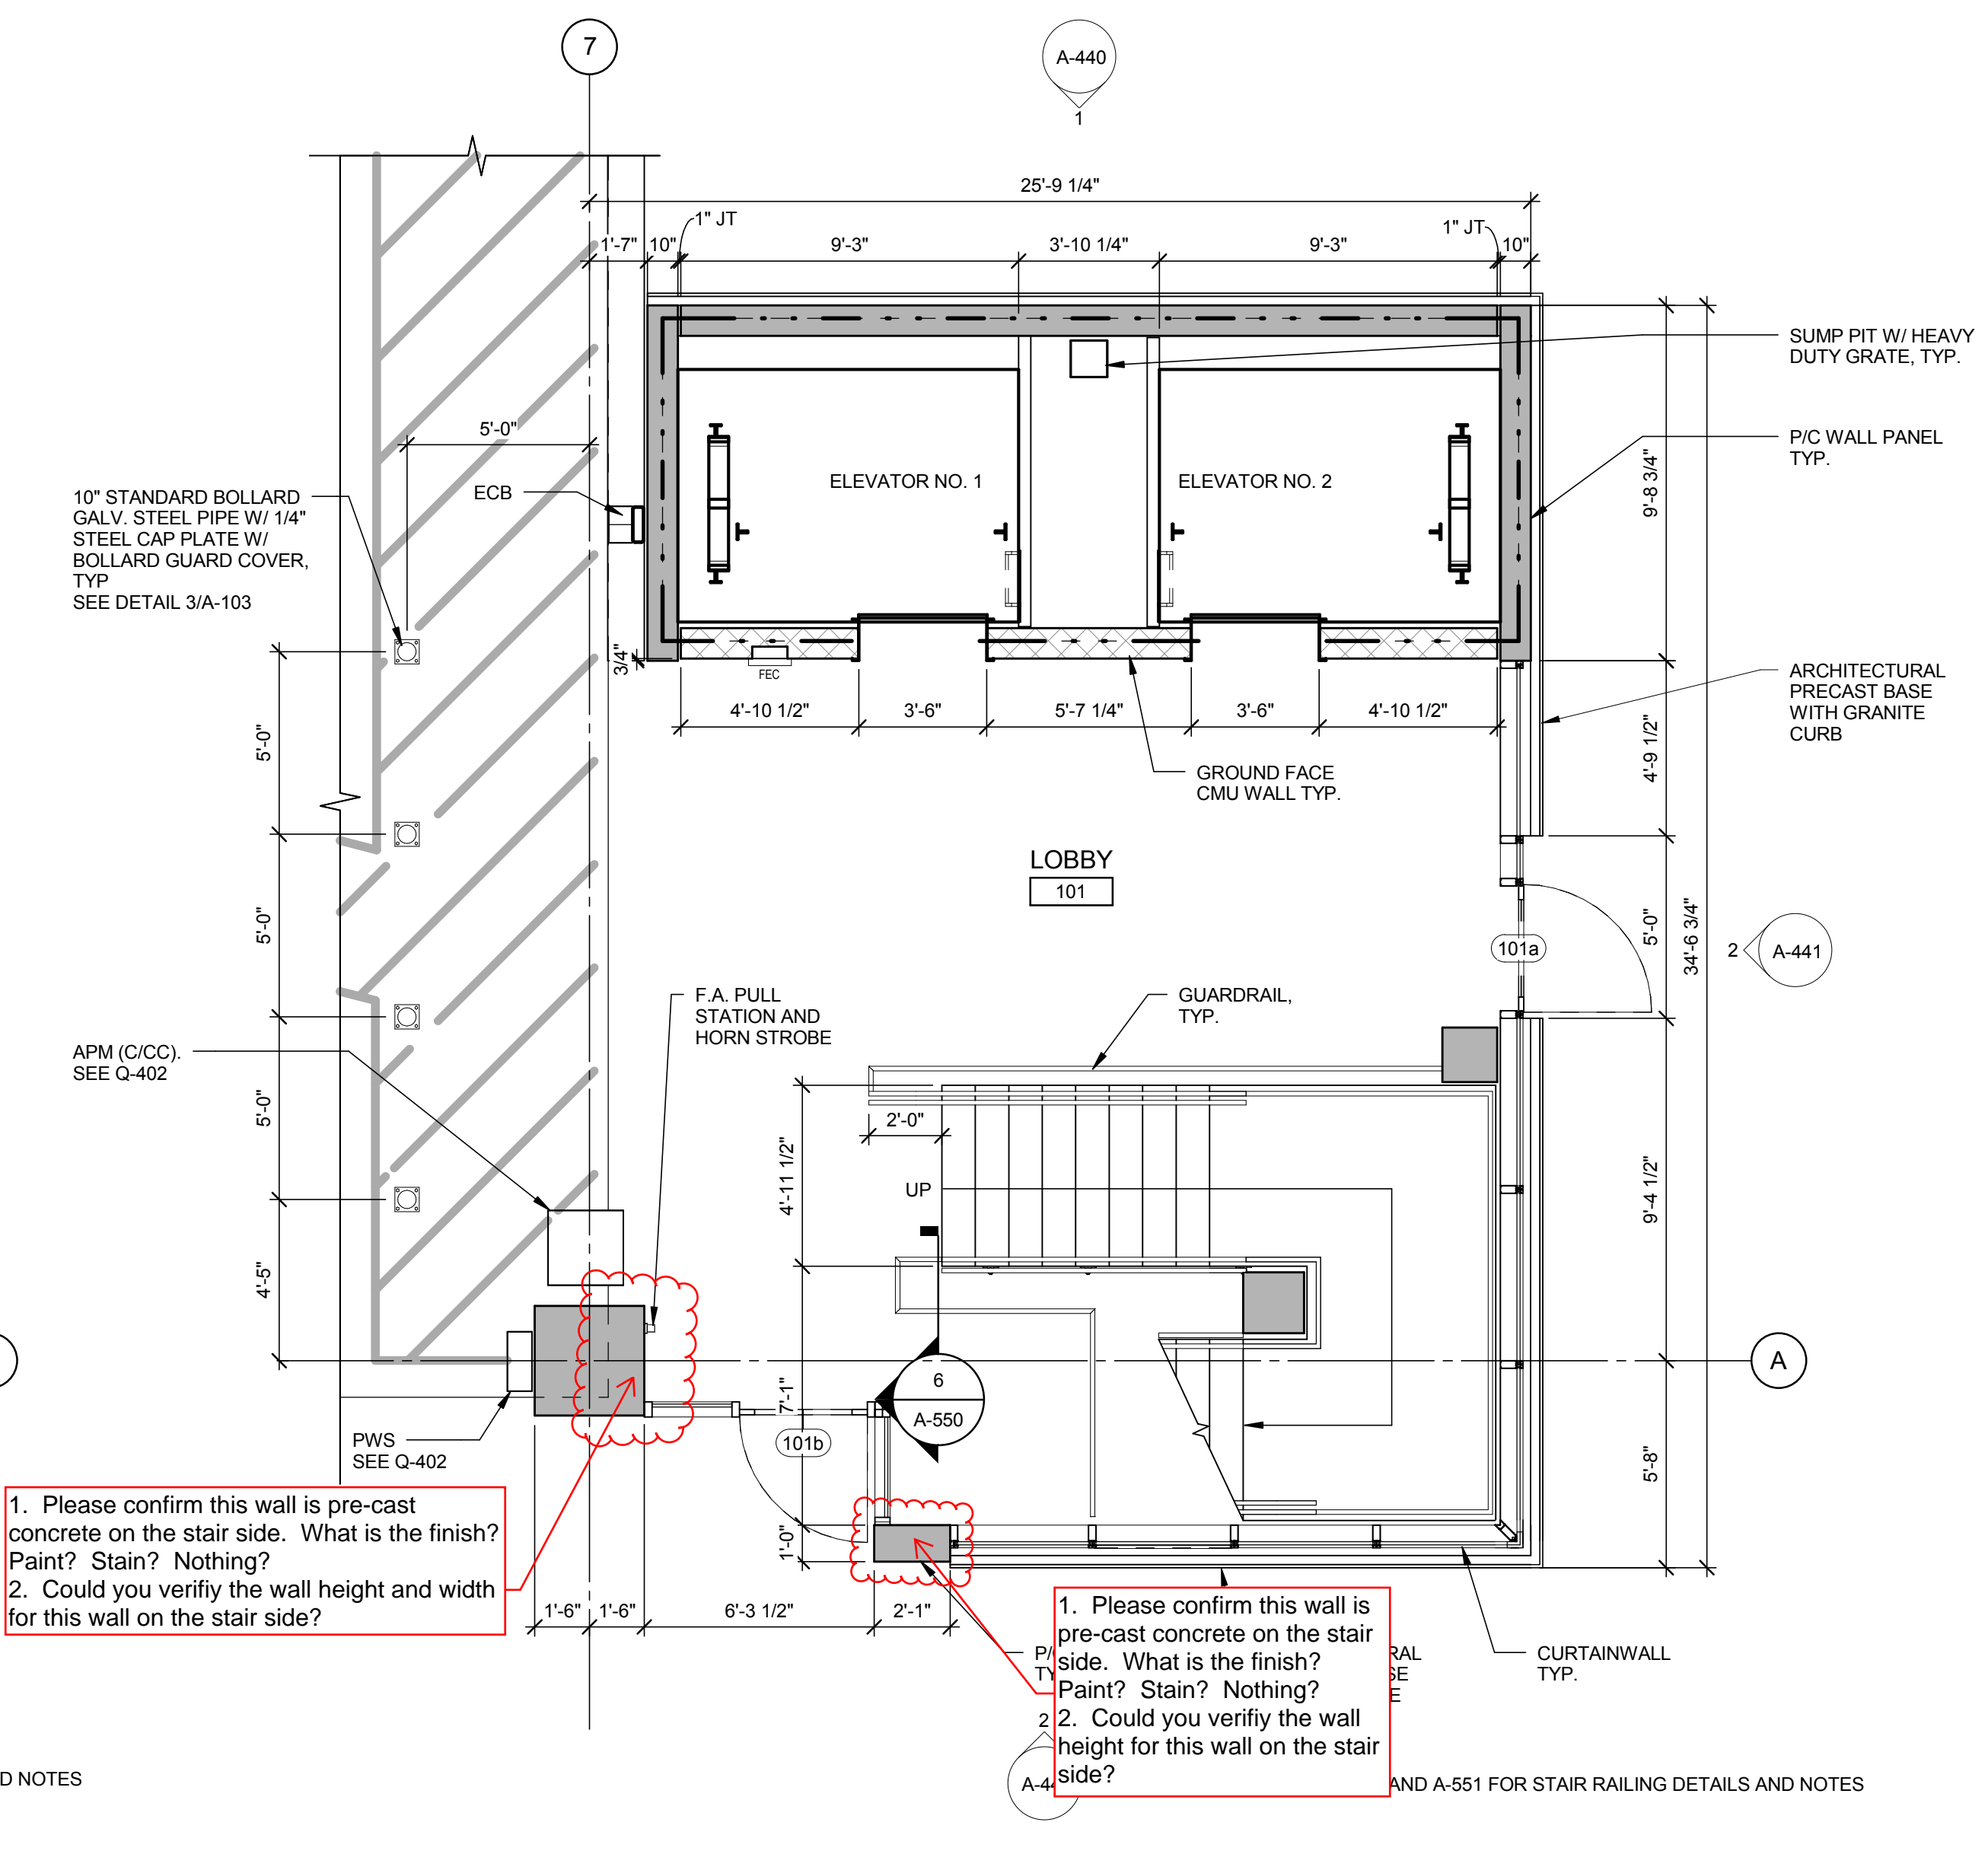 7
A-440
1
25'-9 1/4"
1" JT
1" JT
1'-7"
10"
9'-3"
3'-10 1/4"
9'-3"
10"
SUMP PIT W/ HEAVY
DUTY GRATE, TYP.
P/C WALL PANEL
TYP.
5'-0"
ECB
ELEVATOR NO. 1
ELEVATOR NO. 2
9'-8 3/4"
10" STANDARD BOLLARD
GALV. STEEL PIPE W/ 1/4"
STEEL CAP PLATE W/
BOLLARD GUARD COVER,
TYP
SEE DETAIL 3/A-103
3/4"
FEC
4'-10 1/2"
3'-6"
5'-7 1/4"
3'-6"
4'-10 1/2"
ARCHITECTURAL
PRECAST BASE
WITH GRANITE
CURB
4'-9 1/2"
5'-0"
GROUND FACE
CMU WALL TYP.
LOBBY
101
5'-0"
101a
5'-0"
34'-6 3/4"
2
A-441
F.A. PULL
STATION AND
HORN STROBE
GUARDRAIL,
TYP.
APM (C/CC).
SEE Q-402
5'-0"
2'-0"
4'-11 1/2"
UP
9'-4 1/2"
4'-5"
A
6
A-550
7'-1"
101b
PWS
SEE Q-402
5'-8"
1'-0"
1. Please confirm this wall is pre-cast
concrete on the stair side. What is the finish?
Paint? Stain? Nothing?
2. Could you verifiy the wall height and width
for this wall on the stair side?
1'-6"
1'-6"
6'-3 1/2"
2'-1"
1. Please confirm this wall is
pre-cast concrete on the stair
side. What is the finish?
Paint? Stain? Nothing?
2. Could you verifiy the wall
height for this wall on the stair
side?
CURTAINWALL
TYP.
2
D NOTES
AND A-551 FOR STAIR RAILING DETAILS AND NOTES